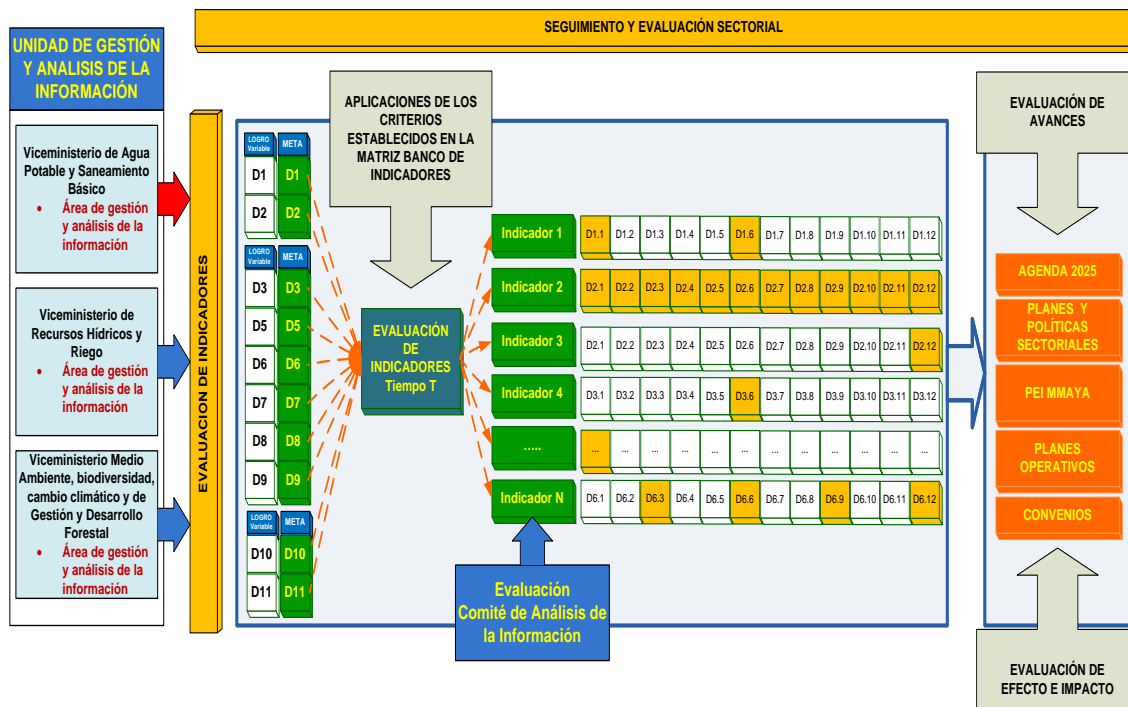 SEGUIMIENTO Y EVALUACIÓN SECTORIAL
UNIDAD DE GESTIÓN
Y ANALISIS DE LA
INFORMACIÓN
Viceministerio de Agua
Potable y Saneamiento
Básico
• Área de gestión
y análisis de la
información
Viceministerio de
Recursos Hídricos y
Riego
• Área de gestión
y análisis de la
información
Viceministerio Medio
Ambiente, biodiversidad,
cambio climático y de
Gestión y Desarrollo
Forestal
• Área de gestión
y análisis de la
información
EVALUACION DE INDICADORES
LOGRO META
Variable
D1 D1
D2 D2
LOGRO META
Variable
D3 D3
D5 D5
D6 D6
D7 D7
D8 D8
D9 D9
LOGRO META
Variable
D10 D10
D11 D11
APLICACIONES DE LOS
CRITERIOS
ESTABLECIDOS EN LA
MATRIZ BANCO DE
INDICADORES
EVALUACIÓN
DE
INDICADORES
Tiempo T
Indicador 1 D1.1 D1.2 D1.3 D1.4 D1.5 D1.6 D1.7 D1.8 D1.9 D1.10 D1.11 D1.12
Indicador 2 D2.1 D2.2 D2.3 D2.4 D2.5 D2.6 D2.7 D2.8 D2.9 D2.10 D2.11 D2.12
Indicador 3 D2.1 D2.2 D2.3 D2.4 D2.5 D2.6 D2.7 D2.8 D2.9 D2.10 D2.11 D2.12
Indicador 4 D3.1 D3.2 D3.3 D3.4 D3.5 D3.6 D3.7 D3.8 D3.9 D3.10 D3.11 D3.12
..... ... ... ... ... ... ... ... ... ... ... ... ...
Indicador N D6.1 D6.2 D6.3 D6.4 D6.5 D6.6 D6.7 D6.8 D6.9 D6.10 D6.11 D6.12
Evaluación
Comité de Análisis de
la Información
EVALUACIÓN DE
AVANCES
AGENDA 2025
PLANES Y
POLÍTICAS
SECTORIALES
PEI MMAYA
PLANES
OPERATIVOS
CONVENIOS
EVALUACIÓN DE
EFECTO E IMPACTO